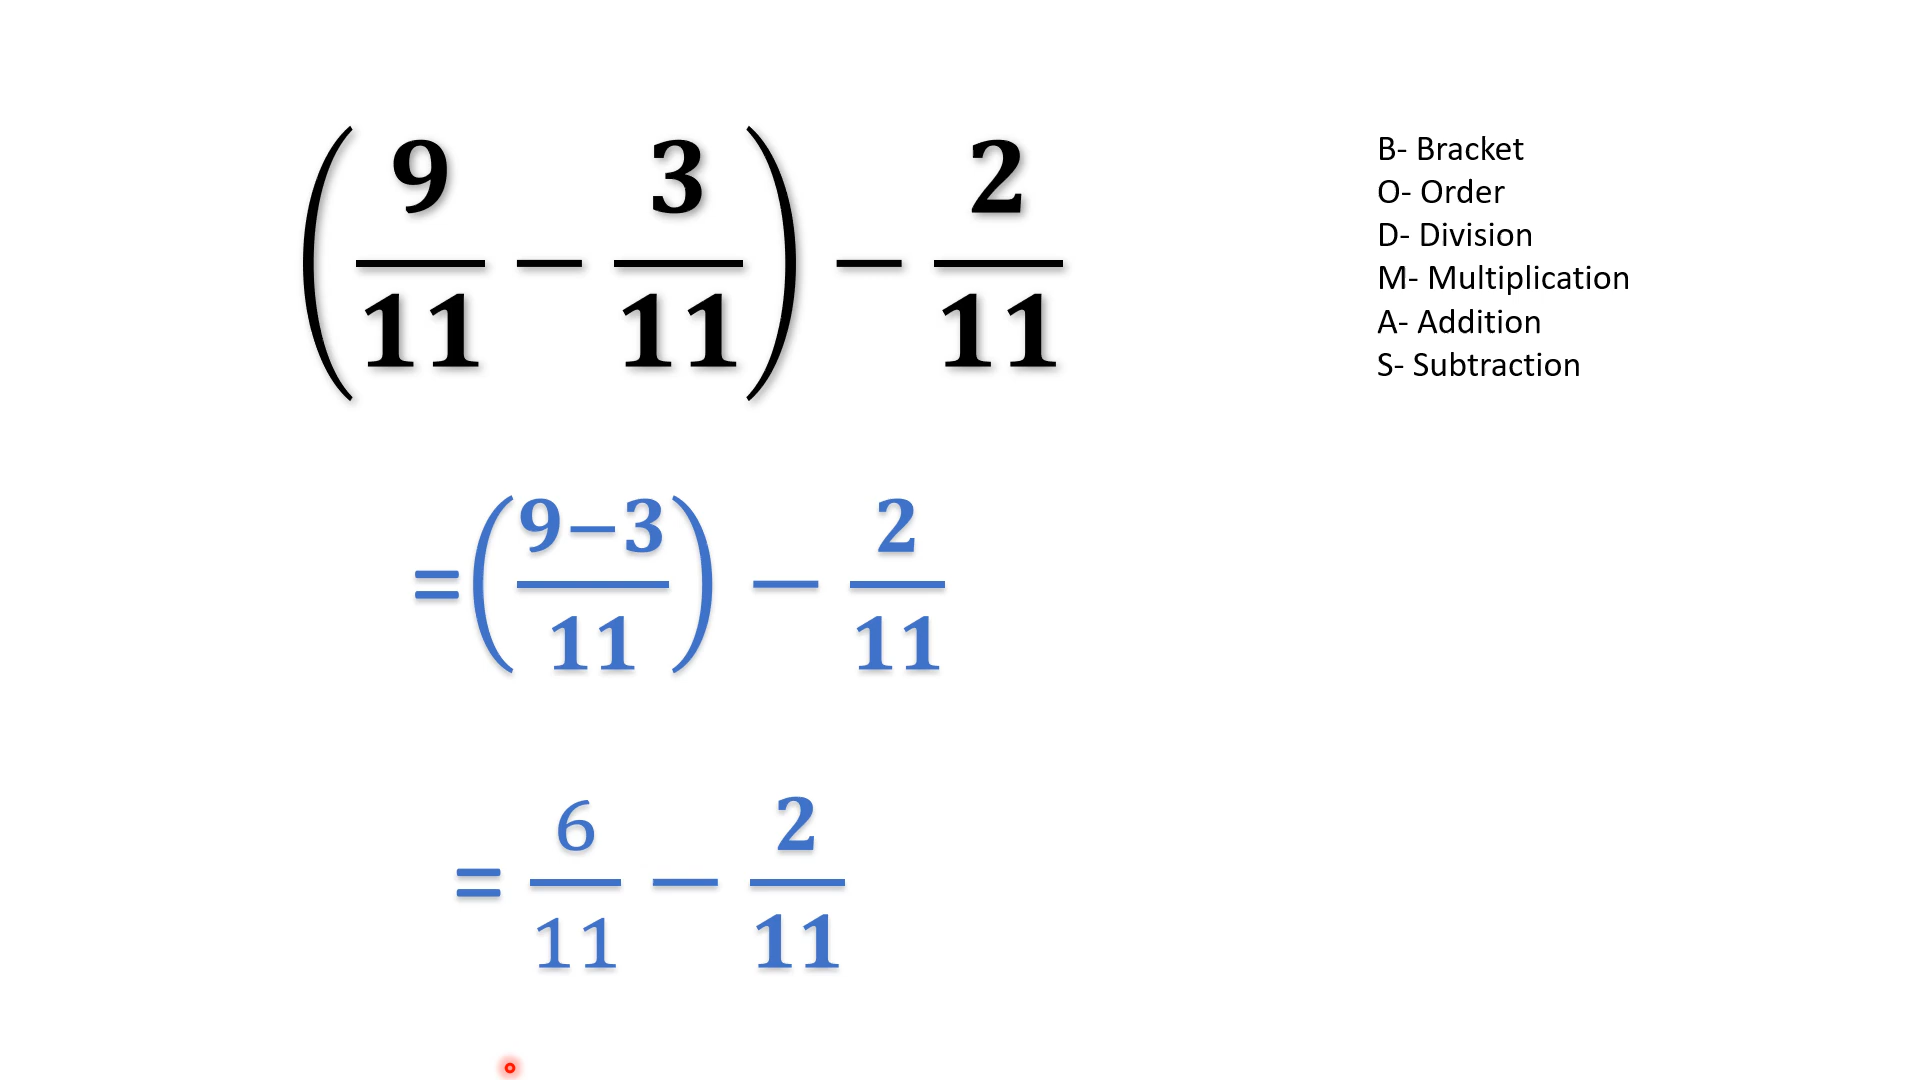 (9/11 − 3/11) − 2/11
B- Bracket
O- Order
D- Division
M- Multiplication
A- Addition
S- Subtraction
=(9−3/11) − 2/11
= 6/11 − 2/11